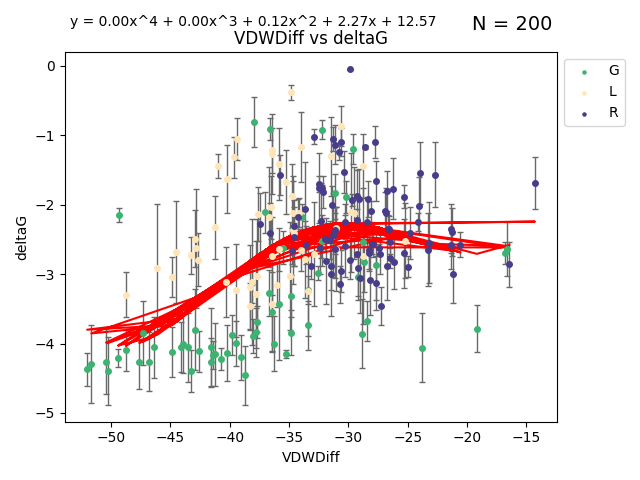 y = 0.00x^4 + 0.00x^3 + 0.12x^2 + 2.27x + 12.57
N = 200
VDWDiff vs deltaG
G
L
R
deltaG
0
−1
−2
−3
−4
−5
−50 −45 −40 −35 −30 −25 −20 −15
VDWDiff